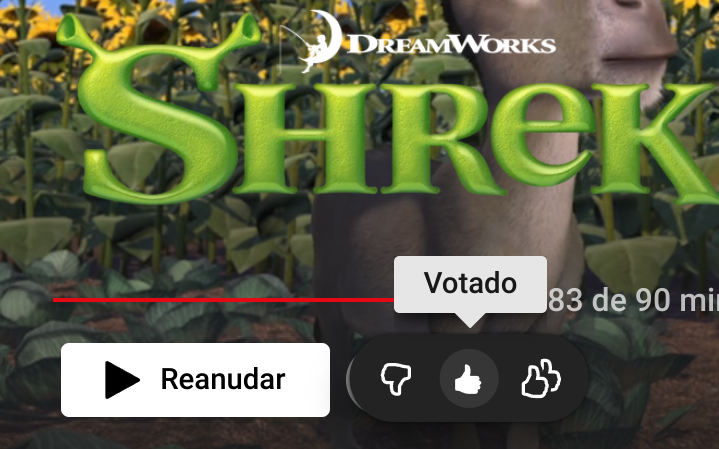 DREAMWORKS
SHREK
Votado
83 de 90 min
Reanudar